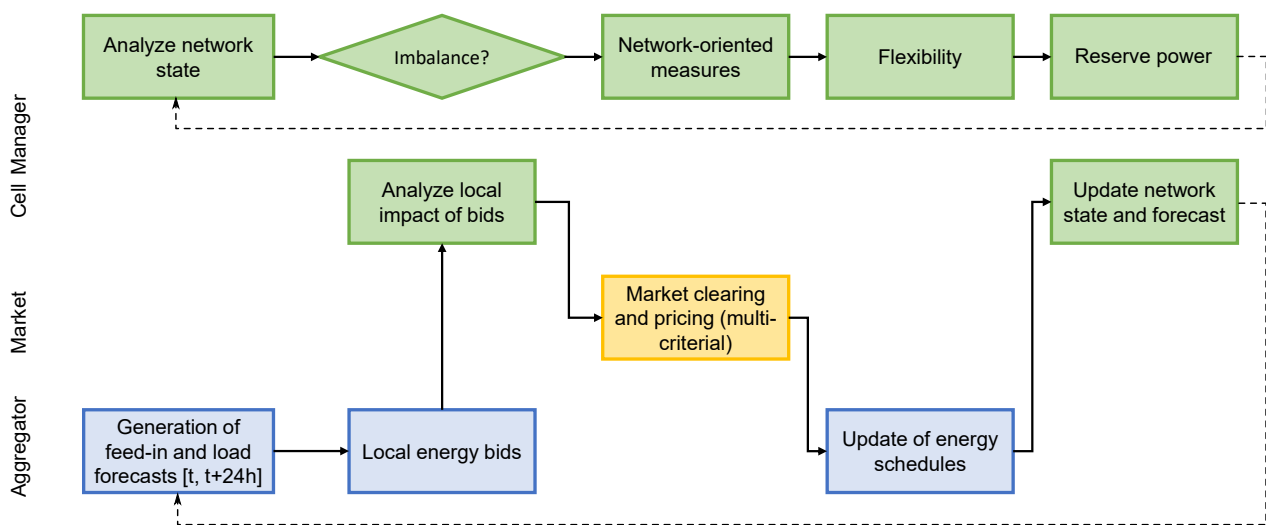 Analyze network
state
Imbalance?
Network-oriented
measures
Flexibility
Reserve power
Cell Manager
Analyze local
impact of bids
Update network
state and forecast
Market
Market clearing
and pricing (multi-
criterial)
Aggregator
Generation of
feed-in and load
forecasts [t, t+24h]
Local energy bids
Update of energy
schedules